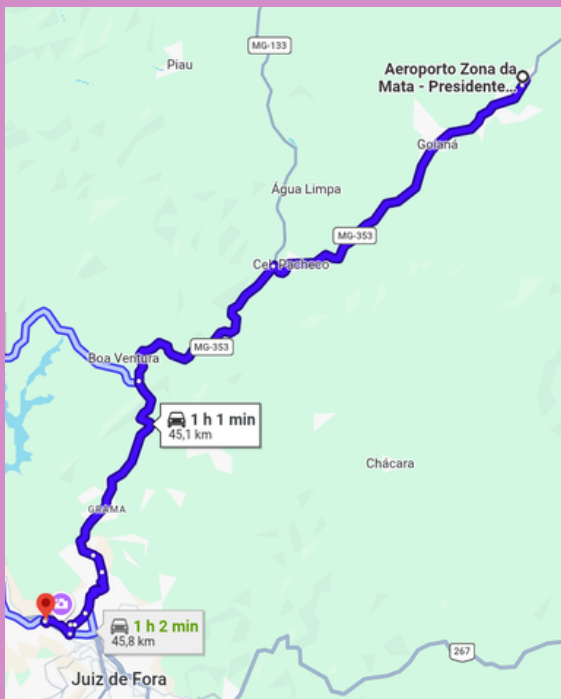 MG-133
Piau
Aeroporto Zona da
Mata - Presidente...
Goianá
Água Limpa
MG-353
Cel. Pacheco
MG-353
Boa Ventura
1 h 1 min
45,1 km
Chácara
GRAMA
1 h 2 min
45,8 km
267
Juiz de Fora